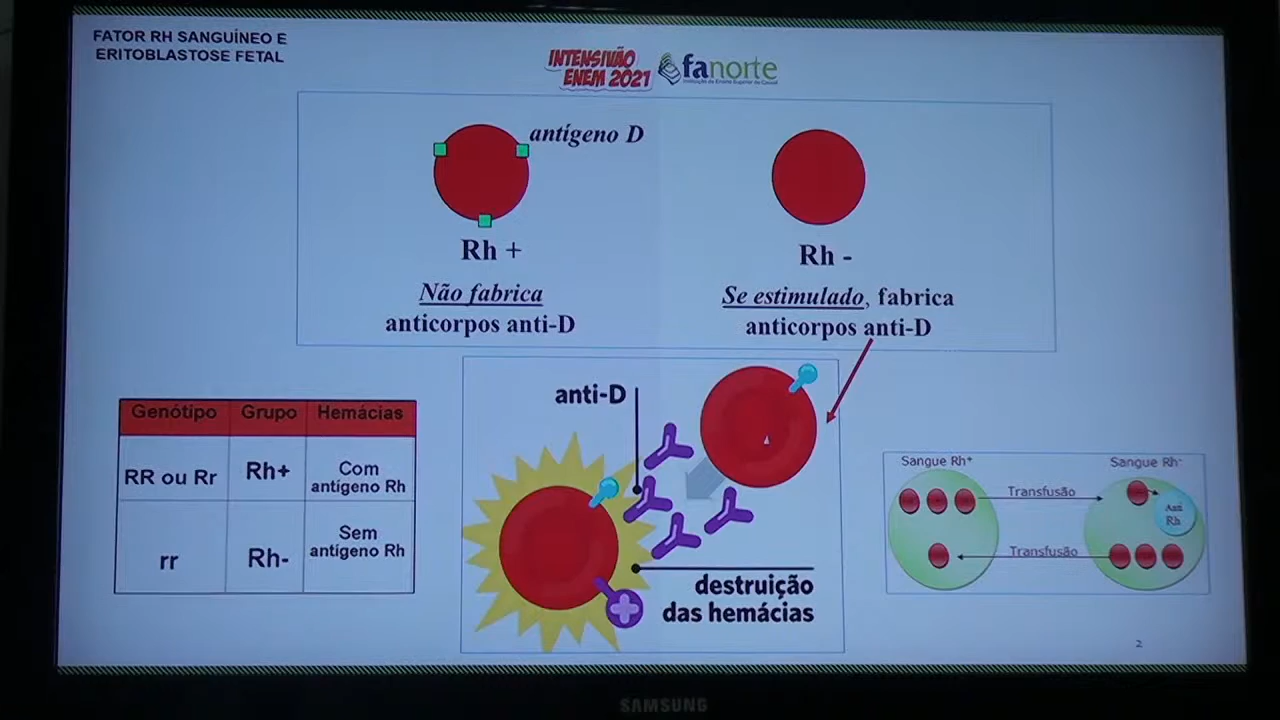 FATOR RH SANGUÍNEO E
ERITOBLASTOSE FETAL
INTENSIVÃO
ENEM 2021
fanorte
antígeno D
Rh +
Não fabrica
anticorpos anti-D
Rh -
Se estimulado, fabrica
anticorpos anti-D
Genótipo Grupo Hemácias
RR ou Rr Rh+ Com
antígeno Rh
rr Rh- Sem
antígeno Rh
anti-D
destruição
das hemácias
Sangue Rh+ Sangue Rh-
Transfusão
Anti
Rh
Transfusão
2
SAMSUNG